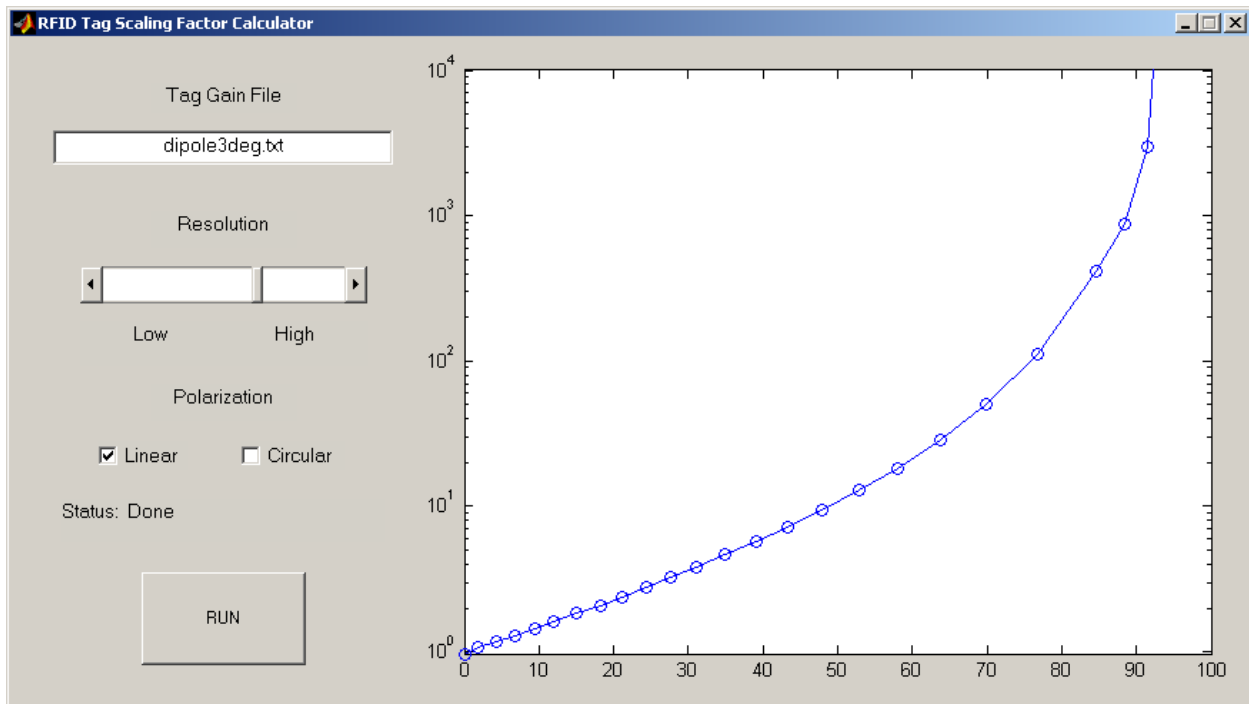 RFID Tag Scaling Factor Calculator
Tag Gain File
dipole3deg.txt
Resolution
Low High
Polarization
Linear Circular
Status: Done
RUN
10^4
10^3
10^2
10^1
10^0
0 10 20 30 40 50 60 70 80 90 100